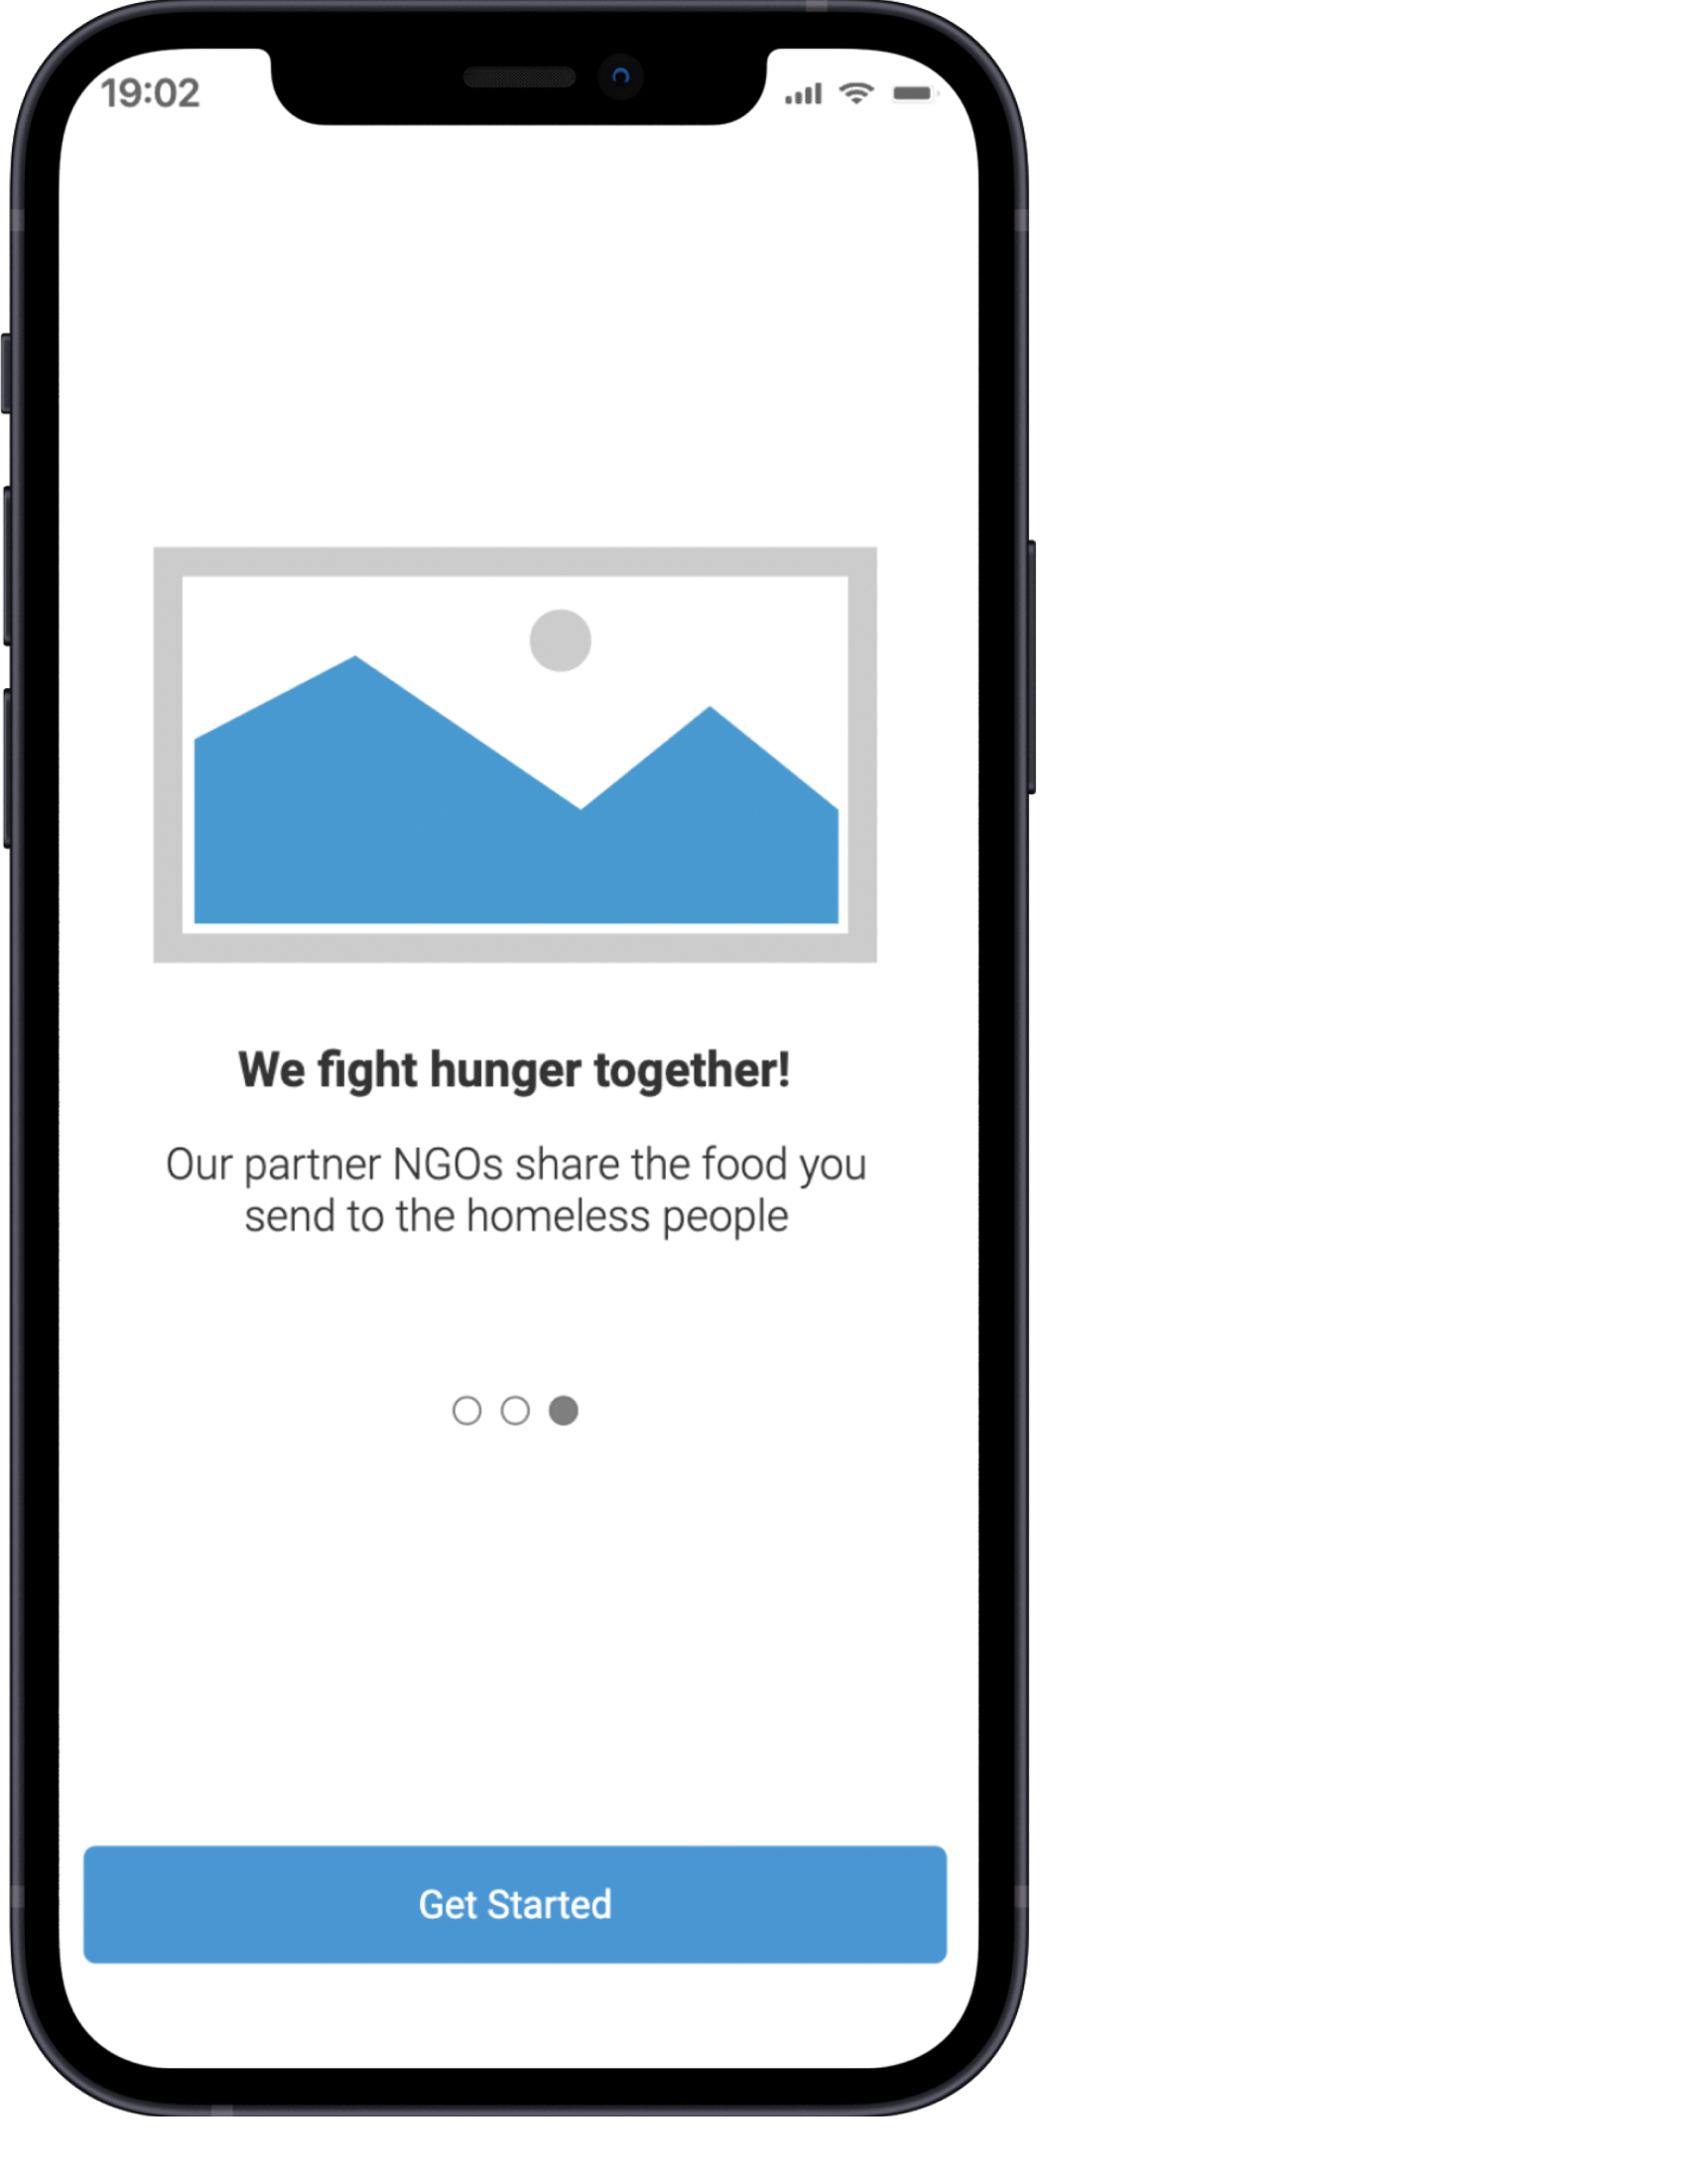 19:02
We fight hunger together!
Our partner NGOs share the food you
send to the homeless people
Get Started